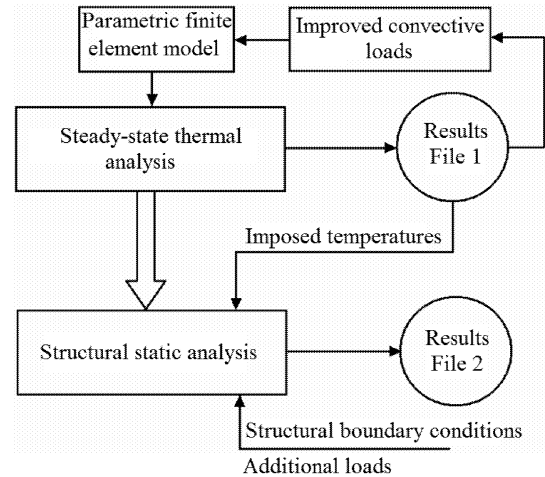 Parametric finite
element model
Improved convective
loads
Steady-state thermal
analysis
Results
File 1
Imposed temperatures
Structural static analysis
Results
File 2
Structural boundary conditions
Additional loads